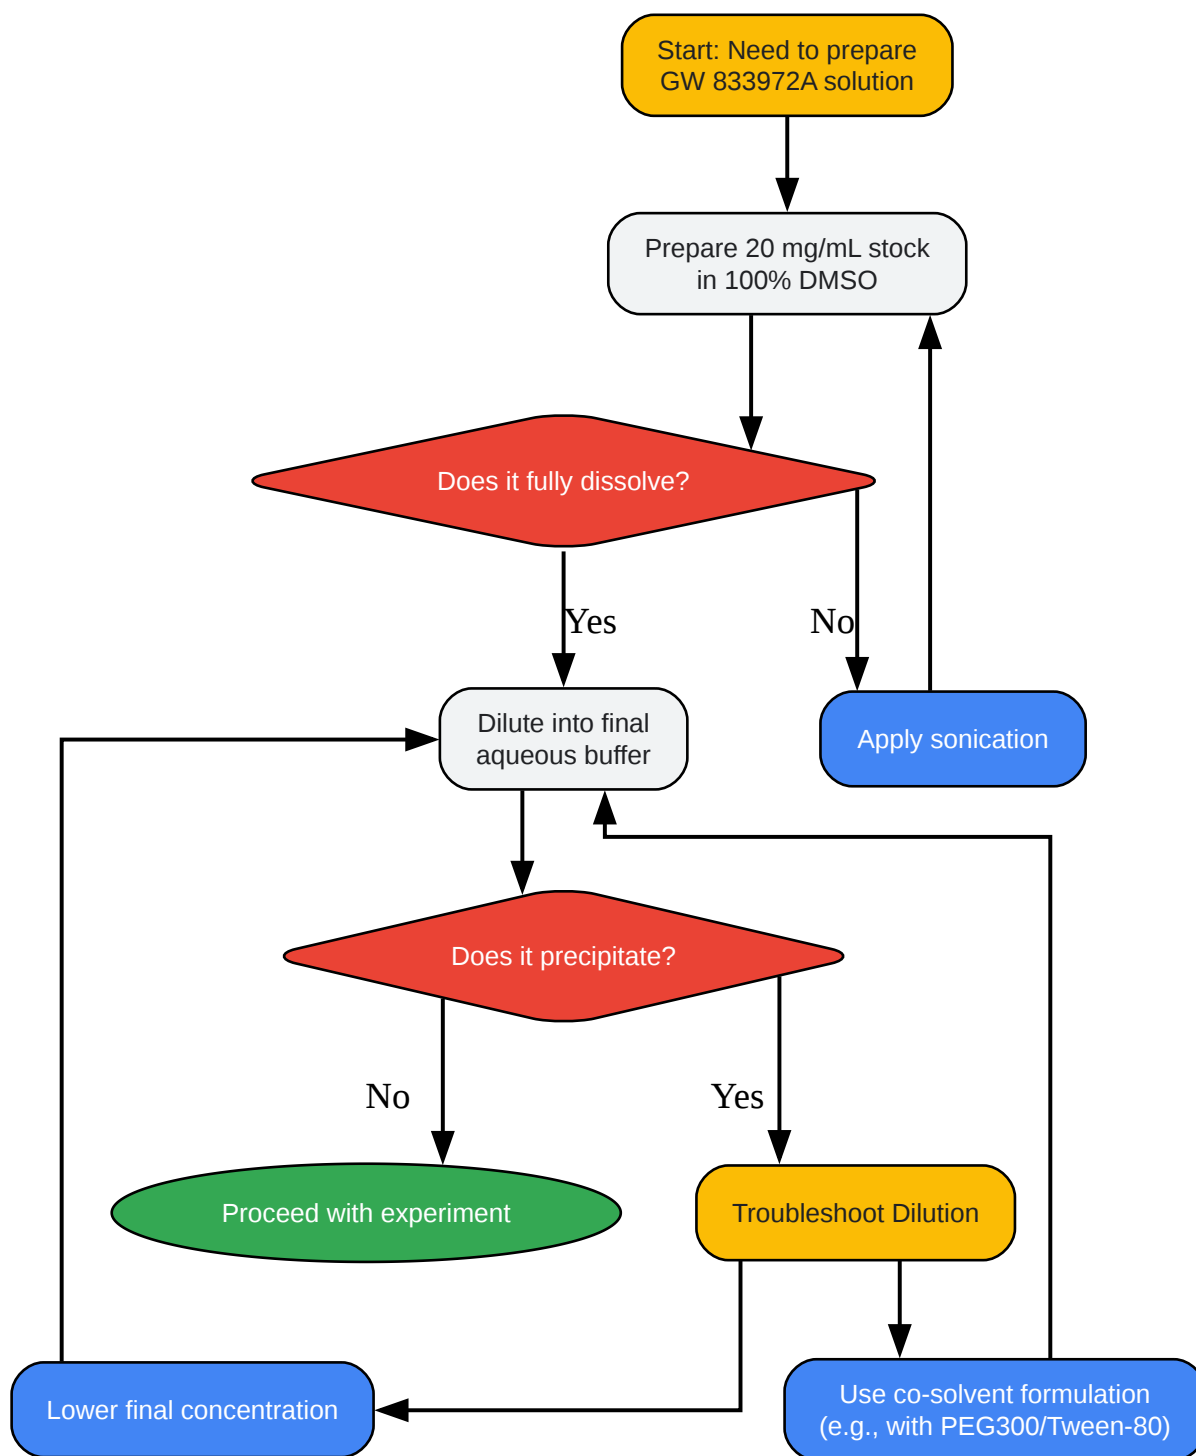 Start: Need to prepare
GW 833972A solution
Prepare 20 mg/mL stock
in 100% DMSO
Does it fully dissolve?
Yes
No
Dilute into final
aqueous buffer
Apply sonication
Does it precipitate?
No
Yes
Proceed with experiment
Troubleshoot Dilution
Lower final concentration
Use co-solvent formulation
(e.g., with PEG300/Tween-80)